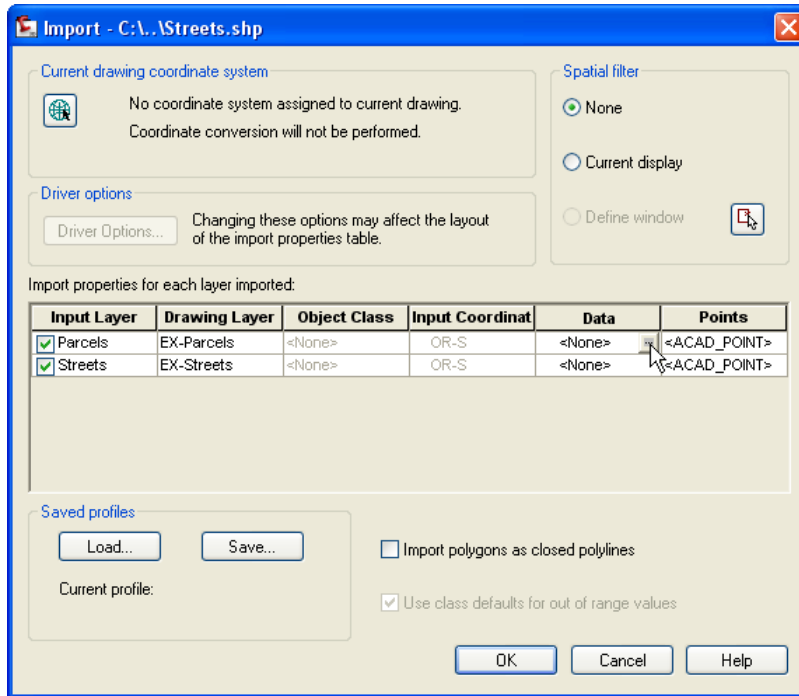 Import - C:\..\Streets.shp
Current drawing coordinate system
No coordinate system assigned to current drawing.
Coordinate conversion will not be performed.
Spatial filter
None
Current display
Define window
Driver options
Driver Options...
Changing these options may affect the layout
of the import properties table.
Import properties for each layer imported:
Input Layer Drawing Layer Object Class Input Coordinat Data Points
Parcels EX-Parcels <None> OR-S <None> ... <ACAD_POINT>
Streets EX-Streets <None> OR-S <None> <ACAD_POINT>
Saved profiles
Load... Save...
Current profile:
Import polygons as closed polylines
Use class defaults for out of range values
OK Cancel Help